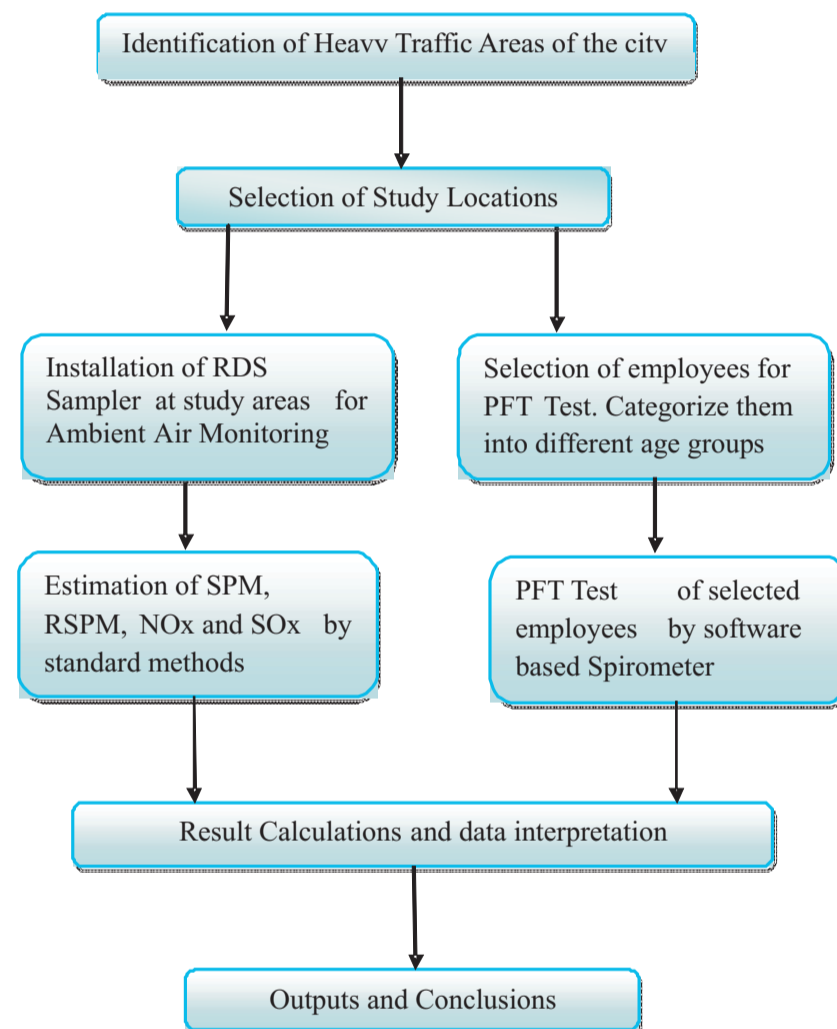 Identification of Heavv Traffic Areas of the citv
Selection of Study Locations
Installation of RDS
Sampler at study areas for
Ambient Air Monitoring
Selection of employees for
PFT Test. Categorize them
into different age groups
Estimation of SPM,
RSPM, NOx and SOx by
standard methods
PFT Test of selected
employees by software
based Spirometer
Result Calculations and data interpretation
Outputs and Conclusions